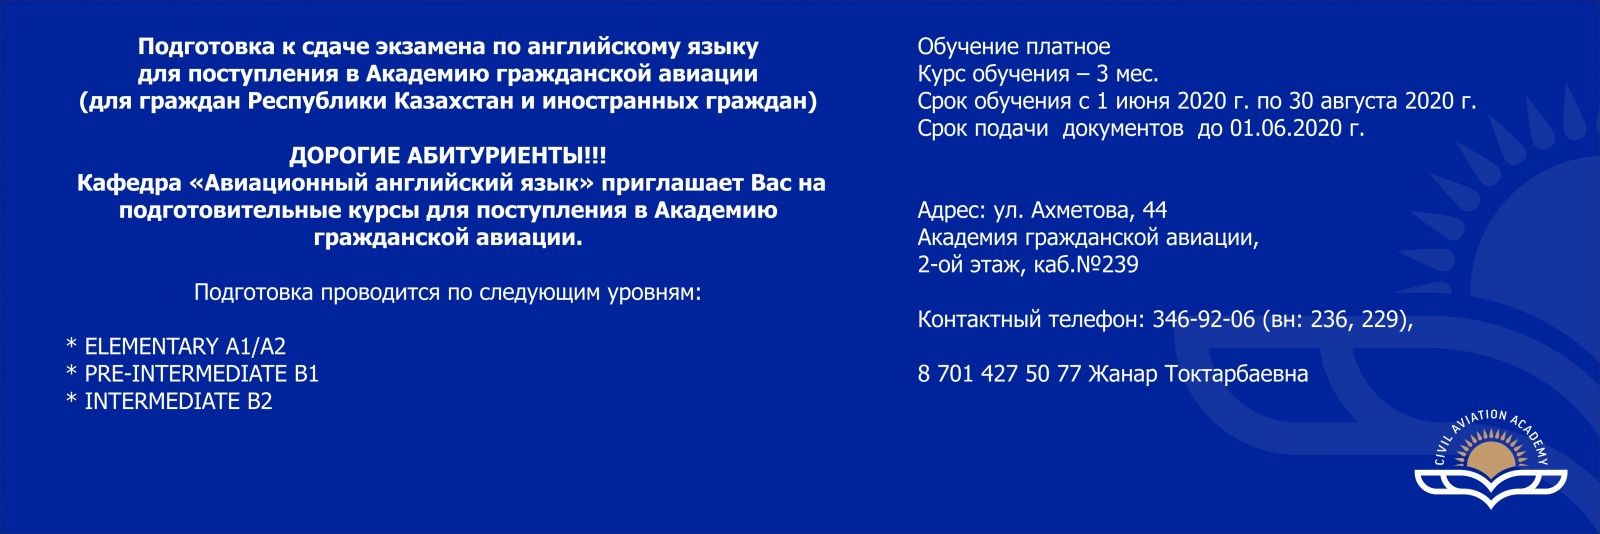 Подготовка к сдаче экзамена по английскому языку
для поступления в Академию гражданской авиации
(для граждан Республики Казахстан и иностранных граждан)
ДОРОГИЕ АБИТУРИЕНТЫ!!!
Кафедра «Авиационный английский язык» приглашает Вас на
подготовительные курсы для поступления в Академию
гражданской авиации.
Подготовка проводится по следующим уровням:
* ELEMENTARY A1/A2
* PRE-INTERMEDIATE B1
* INTERMEDIATE B2
Обучение платное
Курс обучения – 3 мес.
Срок обучения с 1 июня 2020 г. по 30 августа 2020 г.
Срок подачи  документов  до 01.06.2020 г.
Адрес: ул. Ахметова, 44
Академия гражданской авиации,
2-ой этаж, каб.№239
Контактный телефон: 346-92-06 (вн: 236, 229),
8 701 427 50 77 Жанар Токтарбаевна
CIVIL AVIATION ACADEMY